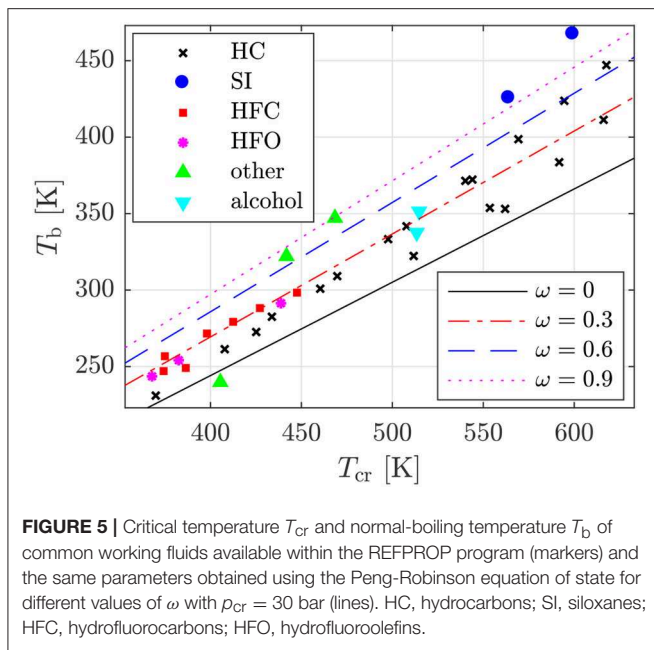 450
400
350
300
250
T_b [K]
HC
SI
HFC
HFO
other
alcohol
ω = 0
ω = 0.3
ω = 0.6
ω = 0.9
400 450 500 550 600
T_cr [K]
FIGURE 5 | Critical temperature T_cr and normal-boiling temperature T_b of
common working fluids available within the REFPROP program (markers) and
the same parameters obtained using the Peng-Robinson equation of state for
different values of ω with p_cr = 30 bar (lines). HC, hydrocarbons; SI, siloxanes;
HFC, hydrofluorocarbons; HFO, hydrofluoroolefins.